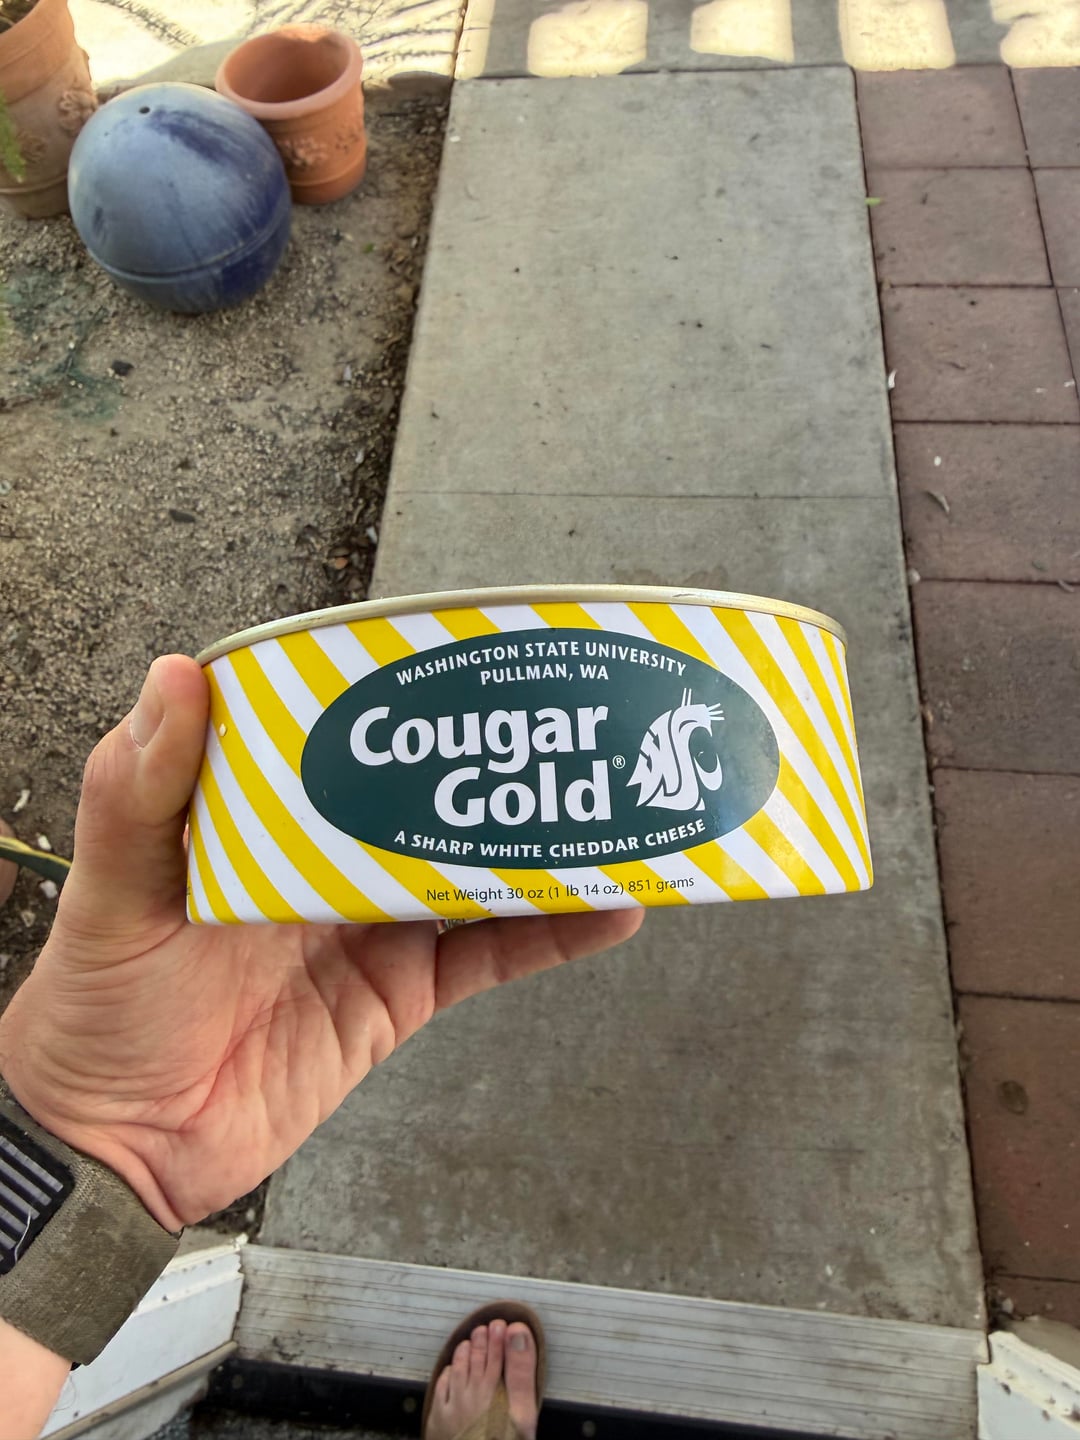 WASHINGTON STATE UNIVERSITY
PULLMAN, WA
Cougar
Gold®
WSC
A SHARP WHITE CHEDDAR CHEESE
Net Weight 30 oz (1 lb 14 oz) 851 grams